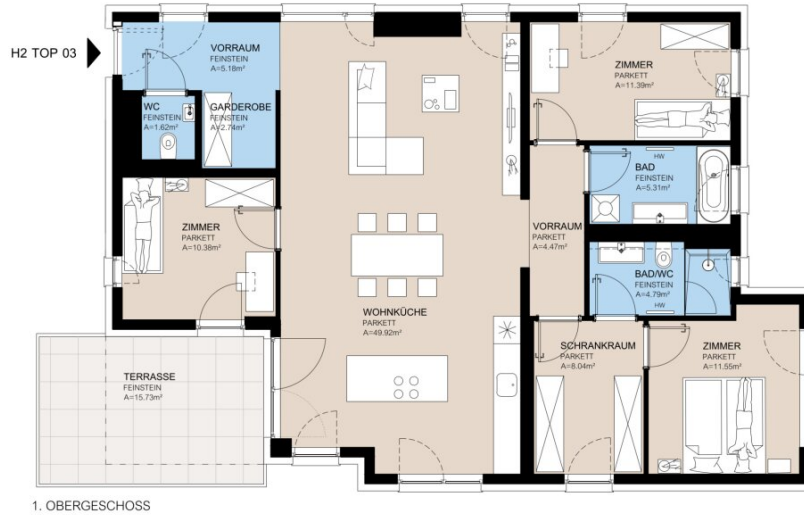 H2 TOP 03
VORRAUM
FEINSTEIN
A=5.18m²
WC
FEINSTEIN
A=1.62m²
GARDEROBE
FEINSTEIN
A=2.74m²
ZIMMER
PARKETT
A=11.39m²
HW
BAD
FEINSTEIN
A=5.31m²
ZIMMER
PARKETT
A=10.38m²
VORRAUM
PARKETT
A=4.47m²
BAD/WC
FEINSTEIN
A=4.79m²
HW
WOHNKÜCHE
PARKETT
A=49.92m²
SCHRANKRAUM
PARKETT
A=8.04m²
ZIMMER
PARKETT
A=11.55m²
TERRASSE
FEINSTEIN
A=15.73m²
1. OBERGESCHOSS